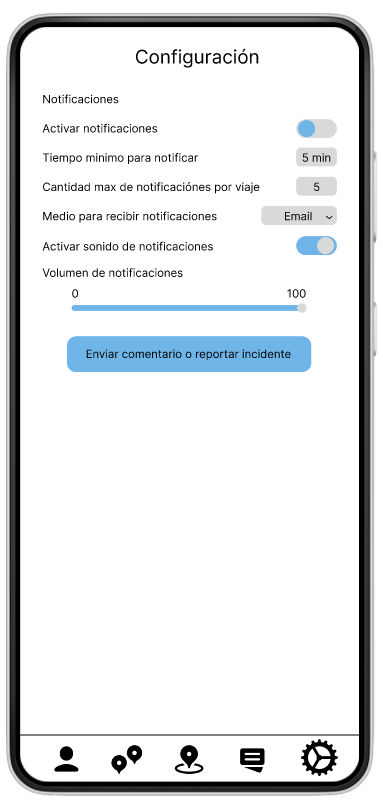 Configuración
Notificaciones
Activar notificaciones
Tiempo minimo para notificar 5 min
Cantidad max de notificaciónes por viaje 5
Medio para recibir notificaciones Email
Activar sonido de notificaciones
Volumen de notificaciones
0 100
Enviar comentario o reportar incidente